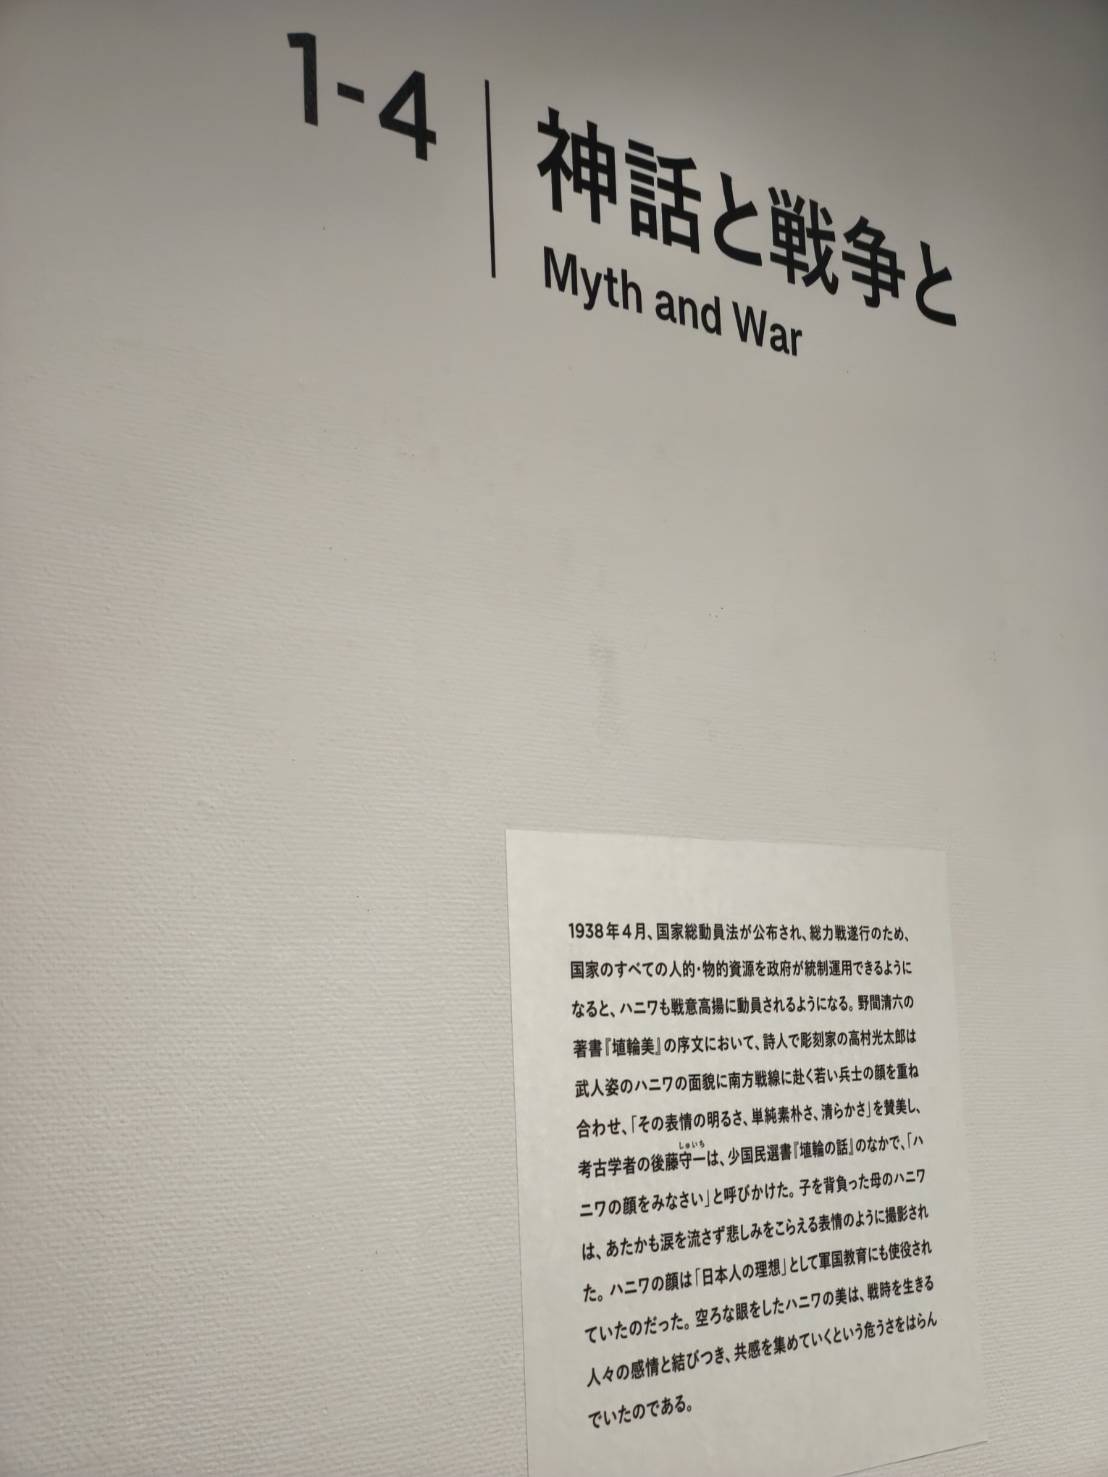 1-4
神話と戦争と
Myth and War
1938年4月、国家総動員法が公布され、総力戦遂行のため、
国家のすべての人的・物的資源を政府が統制運用できるように
なると、ハニワも戦意高揚に動員されるようになる。野間清六の
著書『埴輪美』の序文において、詩人で彫刻家の高村光太郎は
武人姿のハニワの面貌に南方戦線に赴く若い兵士の顔を重ね
合わせ、「その表情の明るさ、単純素朴さ、清らかさ」を賛美し、
しゅいち
考古学者の後藤守一は、少国民選書『埴輪の話』のなかで、「ハ
ニワの顔をみなさい」と呼びかけた。子を背負った母のハニワ
は、あたかも涙を流さず悲しみをこらえる表情のように撮影され
た。ハニワの顔は「日本人の理想」として軍国教育にも使役され
ていたのだった。空ろな眼をしたハニワの美は、戦時を生きる
人々の感情と結びつき、共感を集めていくという危うさをはらん
でいたのである。